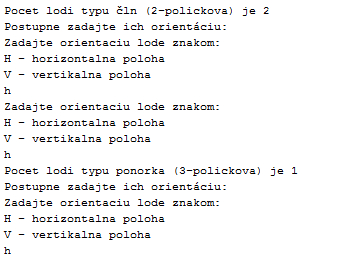 Pocet lodi typu čln (2-polickova) je 2
Postupne zadajte ich orientáciu:
Zadajte orientaciu lode znakom:
H - horizontalna poloha
V - vertikalna poloha
h
Zadajte orientaciu lode znakom:
H - horizontalna poloha
V - vertikalna poloha
h
Pocet lodi typu ponorka (3-polickova) je 1
Postupne zadajte ich orientáciu:
Zadajte orientaciu lode znakom:
H - horizontalna poloha
V - vertikalna poloha
h